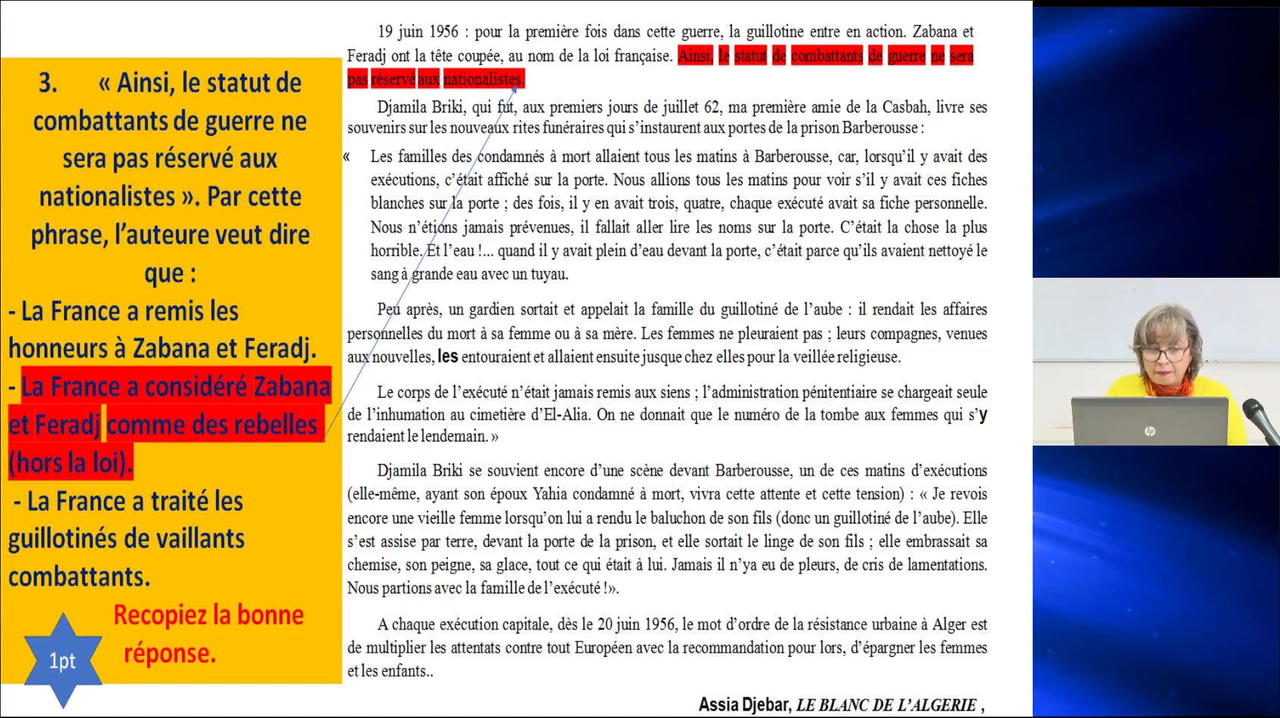 3. « Ainsi, le statut de
combattants de guerre ne
sera pas réservé aux
nationalistes ». Par cette
phrase, l’auteure veut dire
que :
- La France a remis les
honneurs à Zabana et Feradj.
- La France a considéré Zabana
et Feradj comme des rebelles
(hors la loi).
- La France a traité les
guillotinés de vaillants
combattants.
Recopiez la bonne
réponse.
1pt
19 juin 1956 : pour la première fois dans cette guerre, la guillotine entre en action. Zabana et
Feradj ont la tête coupée, au nom de la loi française. Ainsi, le statut de combattants de guerre ne sera
pas réservé aux nationalistes.
Djamila Briki, qui fut, aux premiers jours de juillet 62, ma première amie de la Casbah, livre ses
souvenirs sur les nouveaux rites funéraires qui s’instaurent aux portes de la prison Barberousse :
« Les familles des condamnés à mort allaient tous les matins à Barberousse, car, lorsqu’il y avait des
exécutions, c’était affiché sur la porte. Nous allions tous les matins pour voir s’il y avait ces fiches
blanches sur la porte ; des fois, il y en avait trois, quatre, chaque exécuté avait sa fiche personnelle.
Nous n’étions jamais prévenues, il fallait aller lire les noms sur la porte. C’était la chose la plus
horrible. Et l’eau !... quand il y avait plein d’eau devant la porte, c’était parce qu’ils avaient nettoyé le
sang à grande eau avec un tuyau.
Peu après, un gardien sortait et appelait la famille du guillotiné de l’aube : il rendait les affaires
personnelles du mort à sa femme ou à sa mère. Les femmes ne pleuraient pas ; leurs compagnes, venues
aux nouvelles, les entouraient et allaient ensuite jusque chez elles pour la veillée religieuse.
Le corps de l’exécuté n’était jamais remis aux siens ; l’administration pénitentiaire se chargeait seule
de l’inhumation au cimetière d’El-Alia. On ne donnait que le numéro de la tombe aux femmes qui s’y
rendaient le lendemain. »
Djamila Briki se souvient encore d’une scène devant Barberousse, un de ces matins d’exécutions
(elle-même, ayant son époux Yahia condamné à mort, vivra cette attente et cette tension) : « Je revois
encore une vieille femme lorsqu’on lui a rendu le baluchon de son fils (donc un guillotiné de l’aube). Elle
s’est assise par terre, devant la porte de la prison, et elle sortait le linge de son fils ; elle embrassait sa
chemise, son peigne, sa glace, tout ce qui était à lui. Jamais il n’ya eu de pleurs, de cris de lamentations.
Nous partions avec la famille de l’exécuté !».
A chaque exécution capitale, dès le 20 juin 1956, le mot d’ordre de la résistance urbaine à Alger est
de multiplier les attentats contre tout Européen avec la recommandation pour lors, d’épargner les femmes
et les enfants..
Assia Djebar, LE BLANC DE L’ALGERIE ,
hp